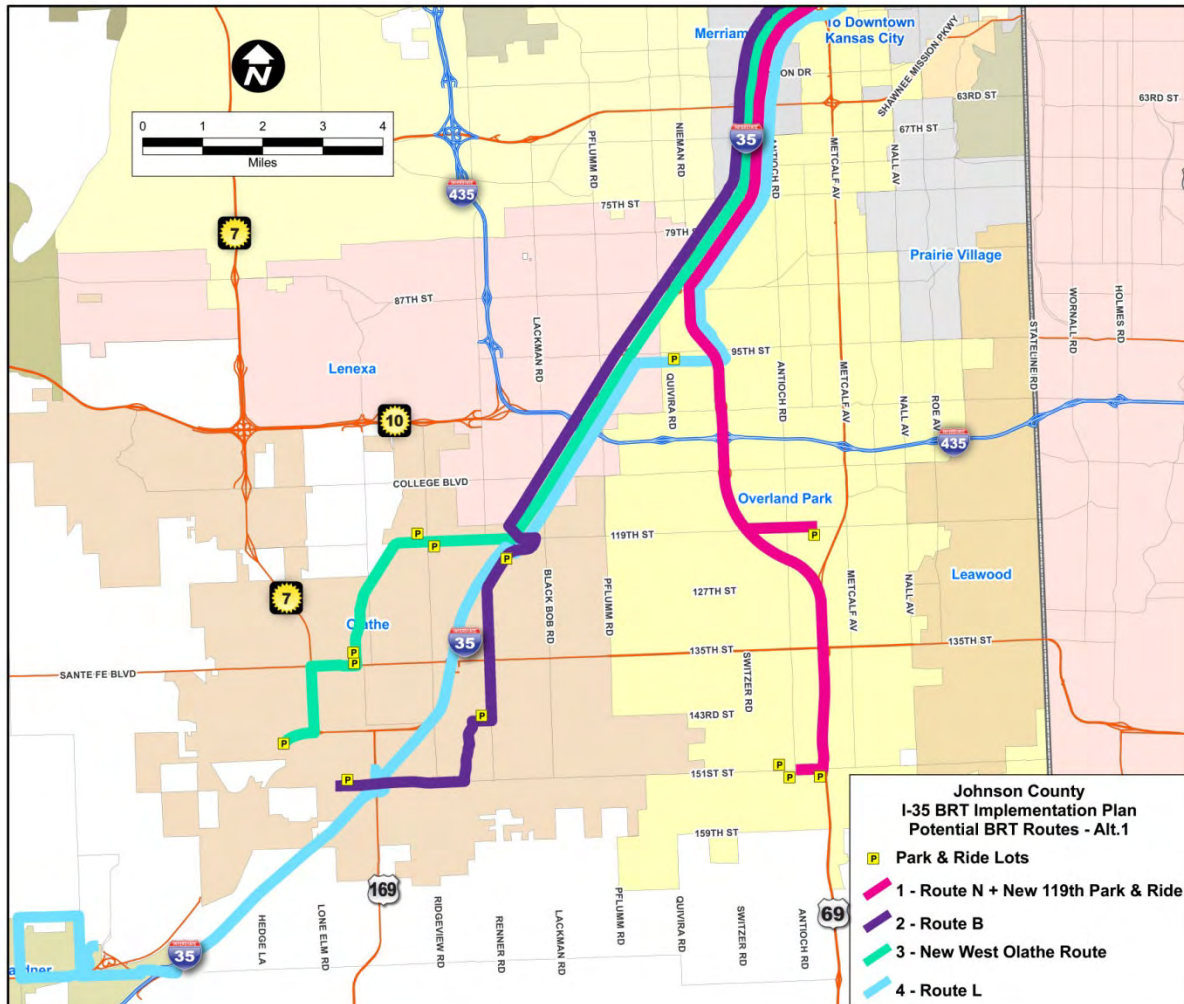 Merriam
To Downtown
Kansas City
SHAWNEE MISSION PKWY
ON DR
63RD ST
63RD ST
67TH ST
N
0 1 2 3 4
Miles
35
PFLUMM RD
NIEMAN RD
ANTIOCH RD
METCALF AV
NALL AV
435
75TH ST
7
79TH S
Prairie Village
87TH ST
LACKMAN RD
STATELINE RD
WORNALL RD
HOLMES RD
Lenexa
95TH ST
P
QUIVIRA RD
ANTIOCH RD
METCALF AV
NALL AV
ROE AV
10
435
COLLEGE BLVD
Overland Park
P
P
119TH ST
P
P
BLACK BOB RD
PFLUMM RD
127TH ST
METCALF AV
NALL AV
Leawood
7
Olathe
35
135TH ST
135TH ST
P
P
SANTE FE BLVD
SWITZER RD
143RD ST
P
P
151ST ST
P
P
P
P
159TH ST
169
69
HEDGE LA
LONE ELM RD
RIDGEVIEW RD
RENNER RD
LACKMAN RD
PFLUMM RD
QUIVIRA RD
SWITZER RD
ANTIOCH RD
35
ardner
Johnson County
I-35 BRT Implementation Plan
Potential BRT Routes - Alt.1
P Park & Ride Lots
1 - Route N + New 119th Park & Ride
2 - Route B
3 - New West Olathe Route
4 - Route L